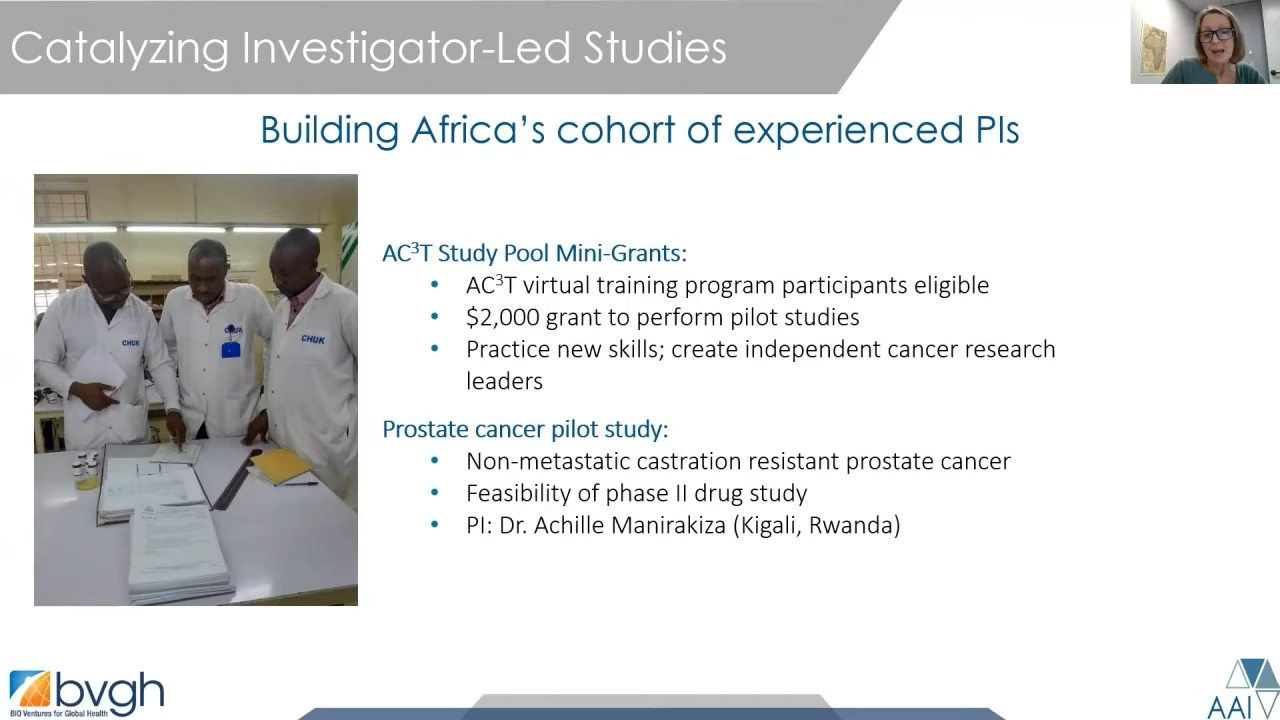 Catalyzing Investigator-Led Studies
Building Africa's cohort of experienced PIs
CHUK
CHUK
AC³T Study Pool Mini-Grants:
• AC³T virtual training program participants eligible
• $2,000 grant to perform pilot studies
• Practice new skills; create independent cancer research
leaders
Prostate cancer pilot study:
• Non-metastatic castration resistant prostate cancer
• Feasibility of phase II drug study
• PI: Dr. Achille Manirakiza (Kigali, Rwanda)
bvgh
BIO Ventures for Global Health
AAI